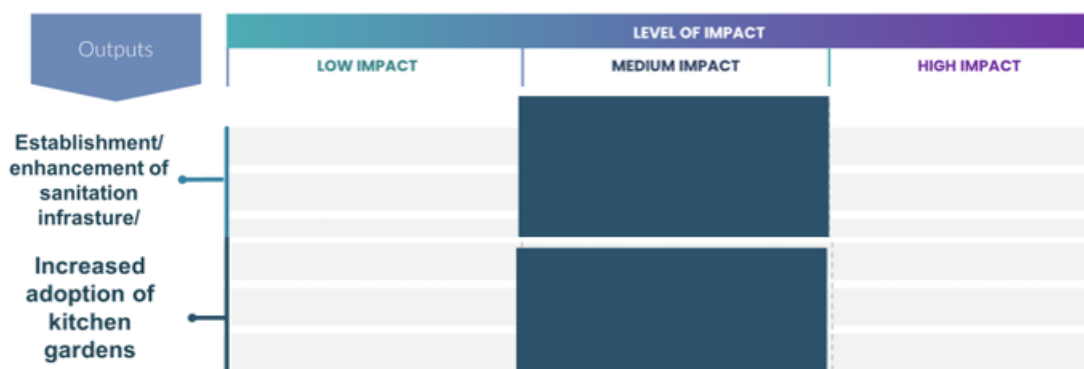 Outputs
LEVEL OF IMPACT
LOW IMPACT
MEDIUM IMPACT
HIGH IMPACT
Establishment/
enhancement of
sanitation
infrasture/
Increased
adoption of
kitchen
gardens